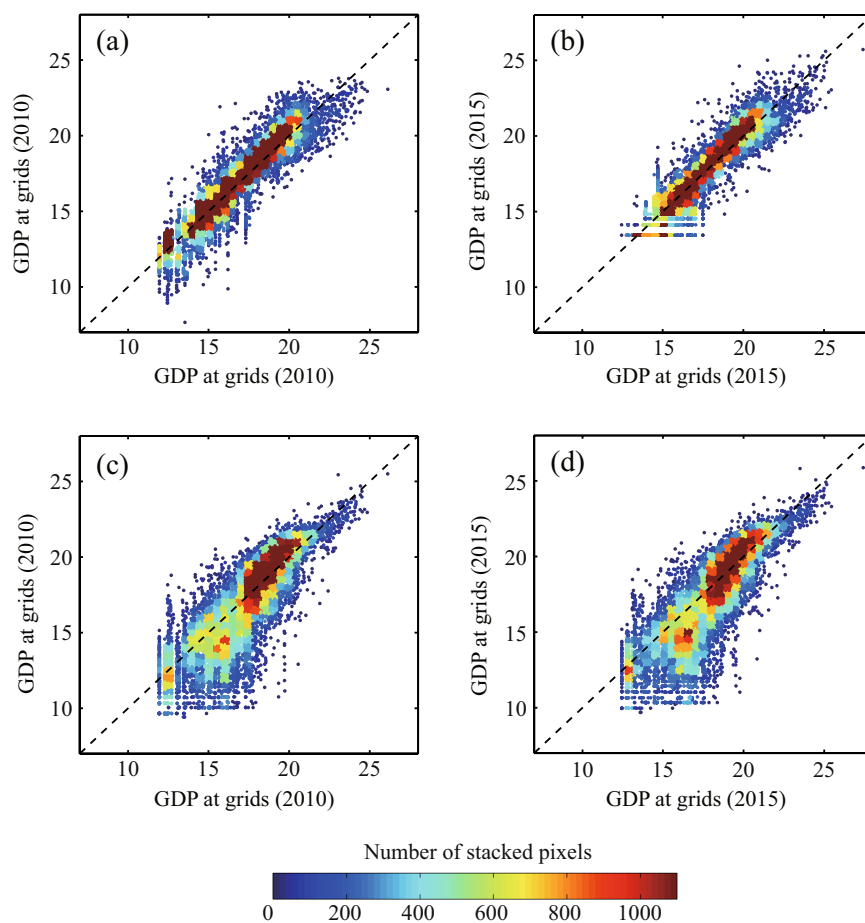 (a)
25
20
15
10
GDP at grids (2010)
10 15 20 25
GDP at grids (2010)
(b)
25
20
15
10
GDP at grids (2015)
10 15 20 25
GDP at grids (2015)
(c)
25
20
15
10
GDP at grids (2010)
10 15 20 25
GDP at grids (2010)
(d)
25
20
15
10
GDP at grids (2015)
10 15 20 25
GDP at grids (2015)
Number of stacked pixels
0 200 400 600 800 1000